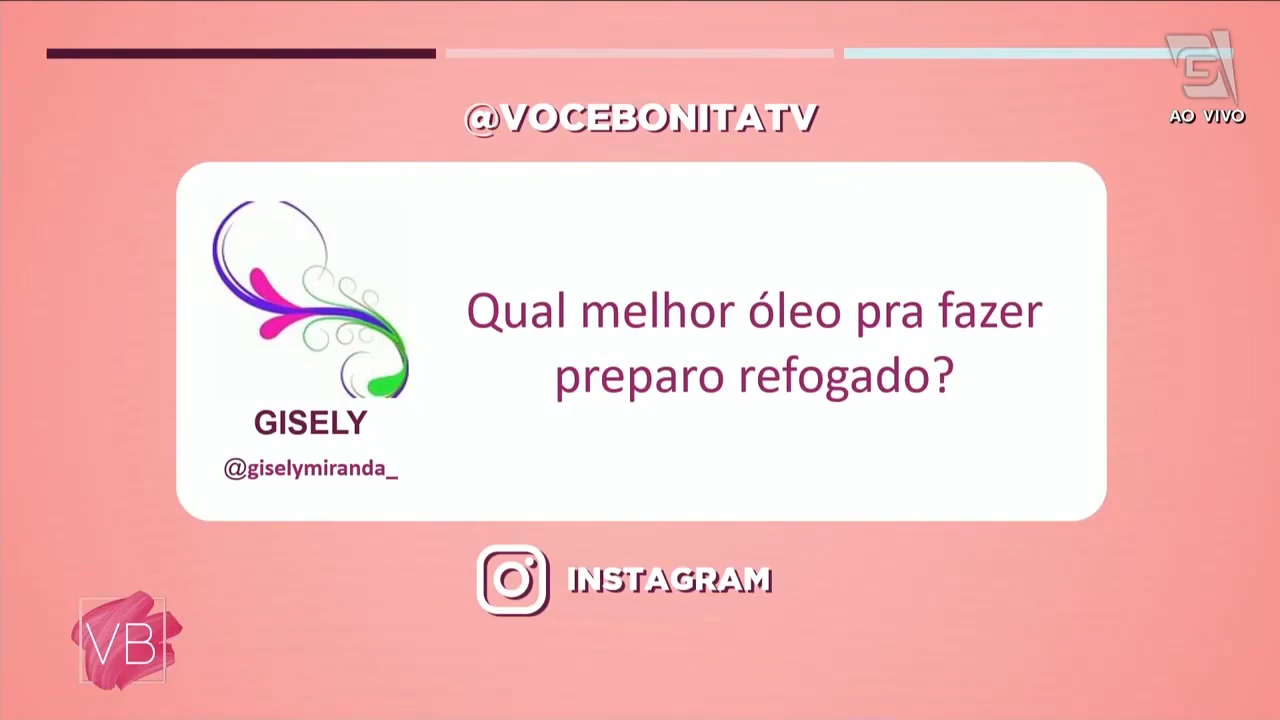 @VOCEBONITATV
AO VIVO
Qual melhor óleo pra fazer
preparo refogado?
GISELY
@giselymiranda_
INSTAGRAM
VB